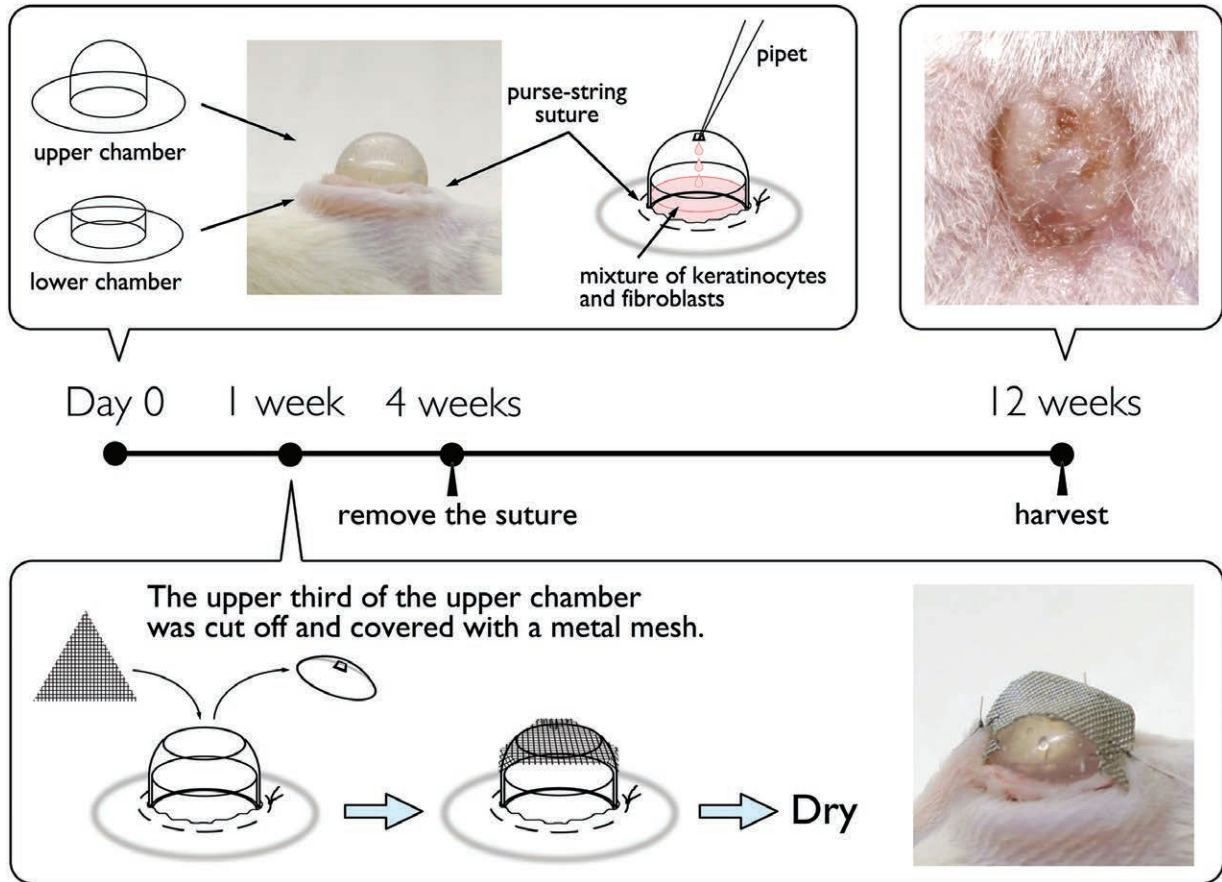 upper chamber
lower chamber
purse-string
suture
pipet
mixture of keratinocytes
and fibroblasts
Day 0
1 week
4 weeks
12 weeks
remove the suture
harvest
The upper third of the upper chamber
was cut off and covered with a metal mesh.
Dry